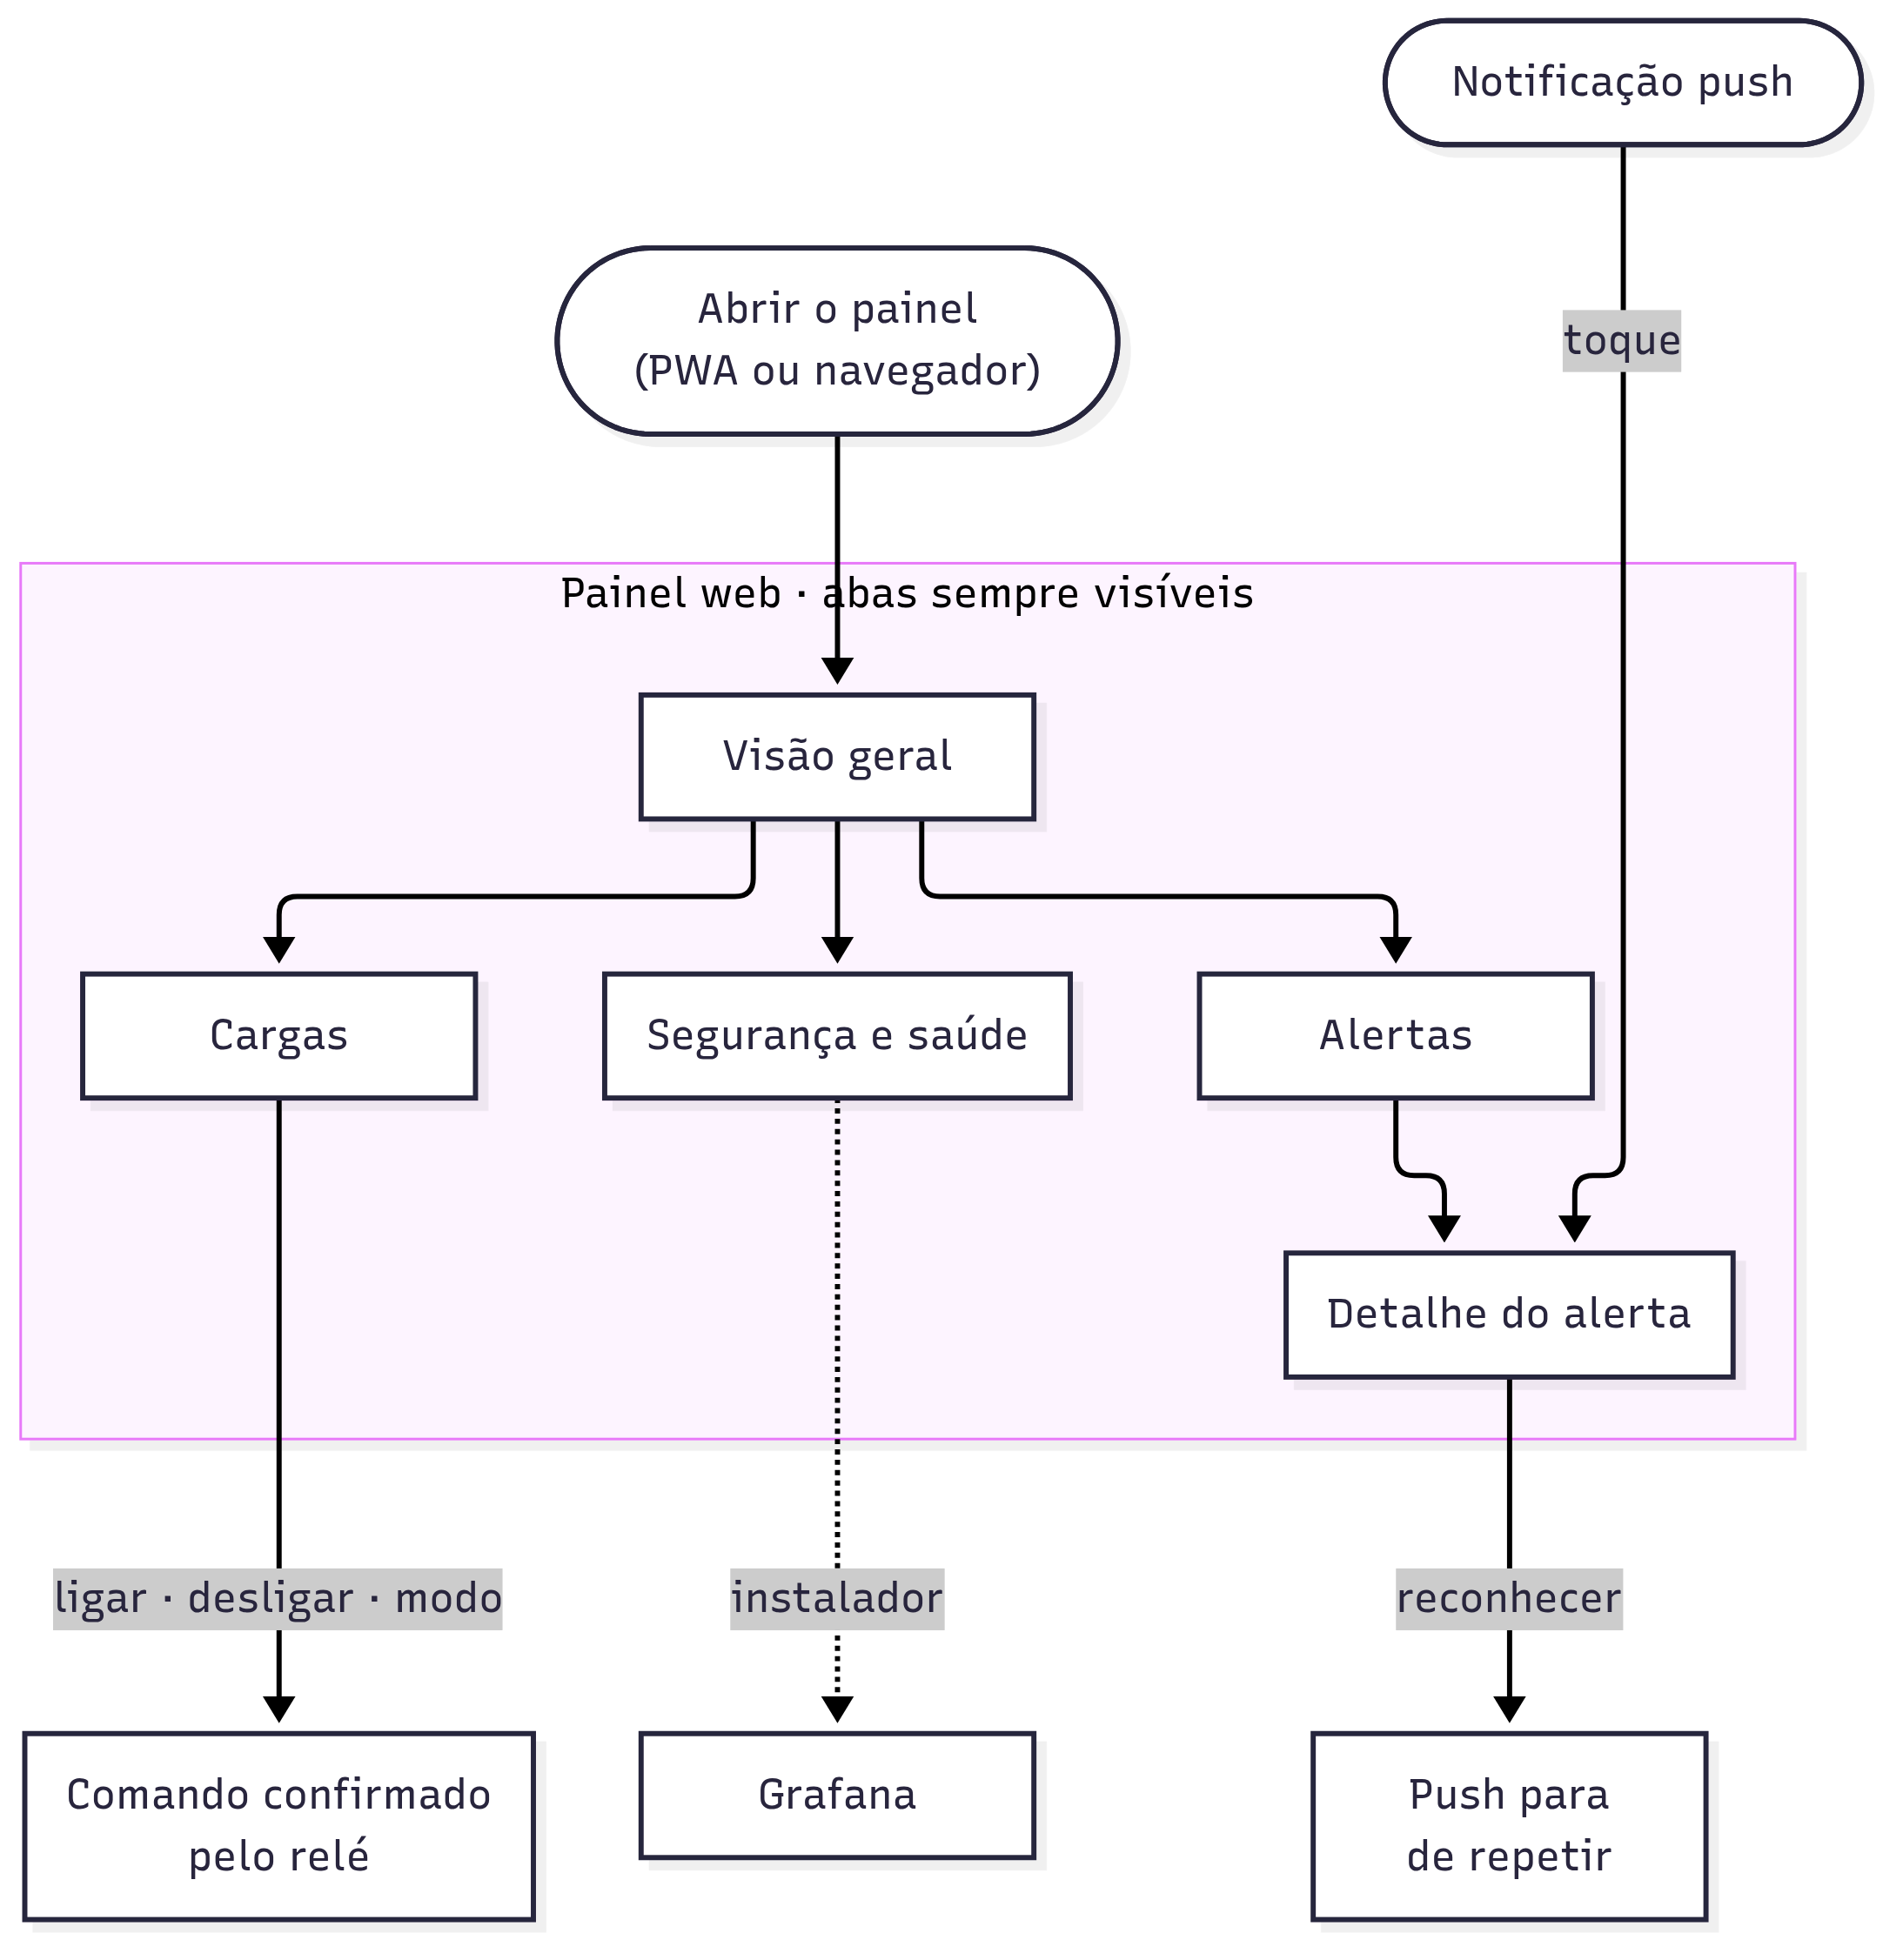 Notificação push
Abrir o painel
(PWA ou navegador)
toque
Painel web · abas sempre visíveis
Visão geral
Cargas
Segurança e saúde
Alertas
Detalhe do alerta
ligar · desligar · modo
instalador
reconhecer
Comando confirmado
pelo relé
Grafana
Push para
de repetir